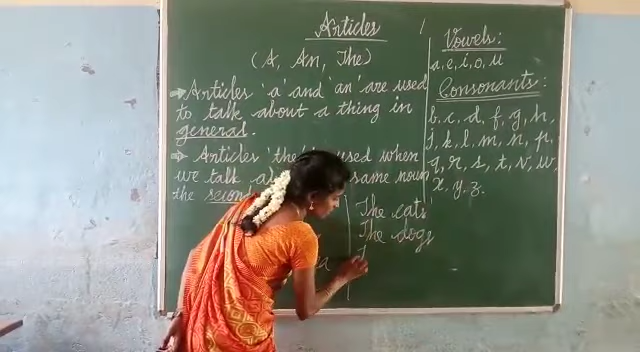 Articles
(A, An, The)
→ Articles 'a' and 'an' are used
to talk about a thing in
general.
→ Articles 'the' used when
we talk same noun
the
The cats
The dogs
a
Vowels:
a, e, i, o, u
Consonants:
b, c, d, f, g, h,
j, k, l, m, n, p,
q, r, s, t, v, w,
x, y, z.